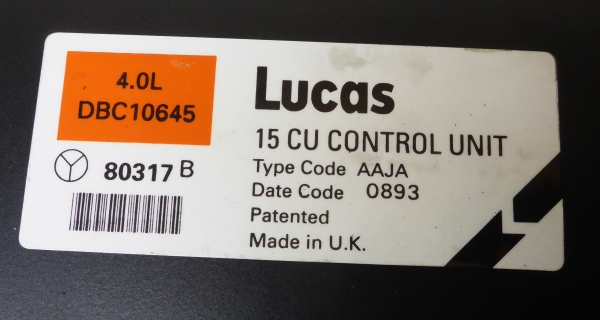 4.0L
DBC10645
80317 B
Lucas
15 CU CONTROL UNIT
Type Code AAJA
Date Code 0893
Patented
Made in U.K.